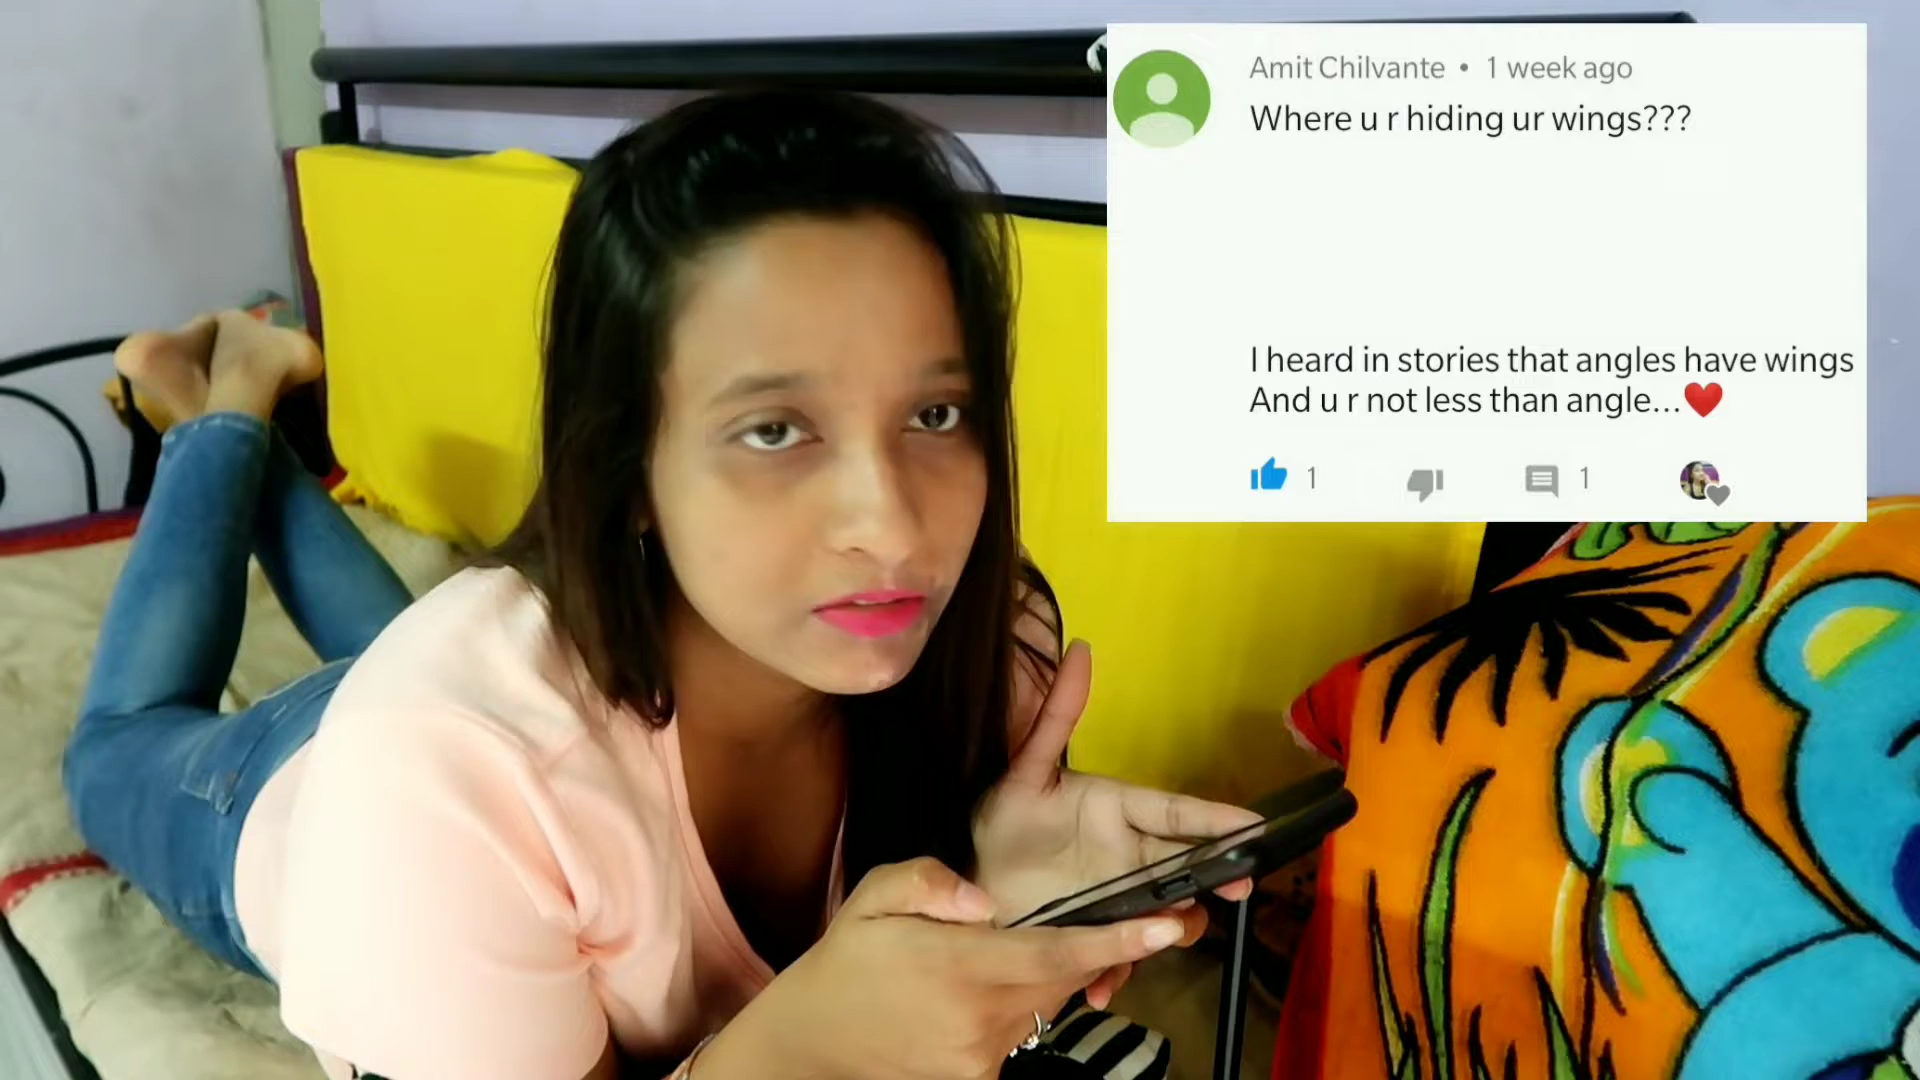 Amit Chilvante • 1 week ago
Where u r hiding ur wings???
I heard in stories that angles have wings
And u r not less than angle...❤️
1
1